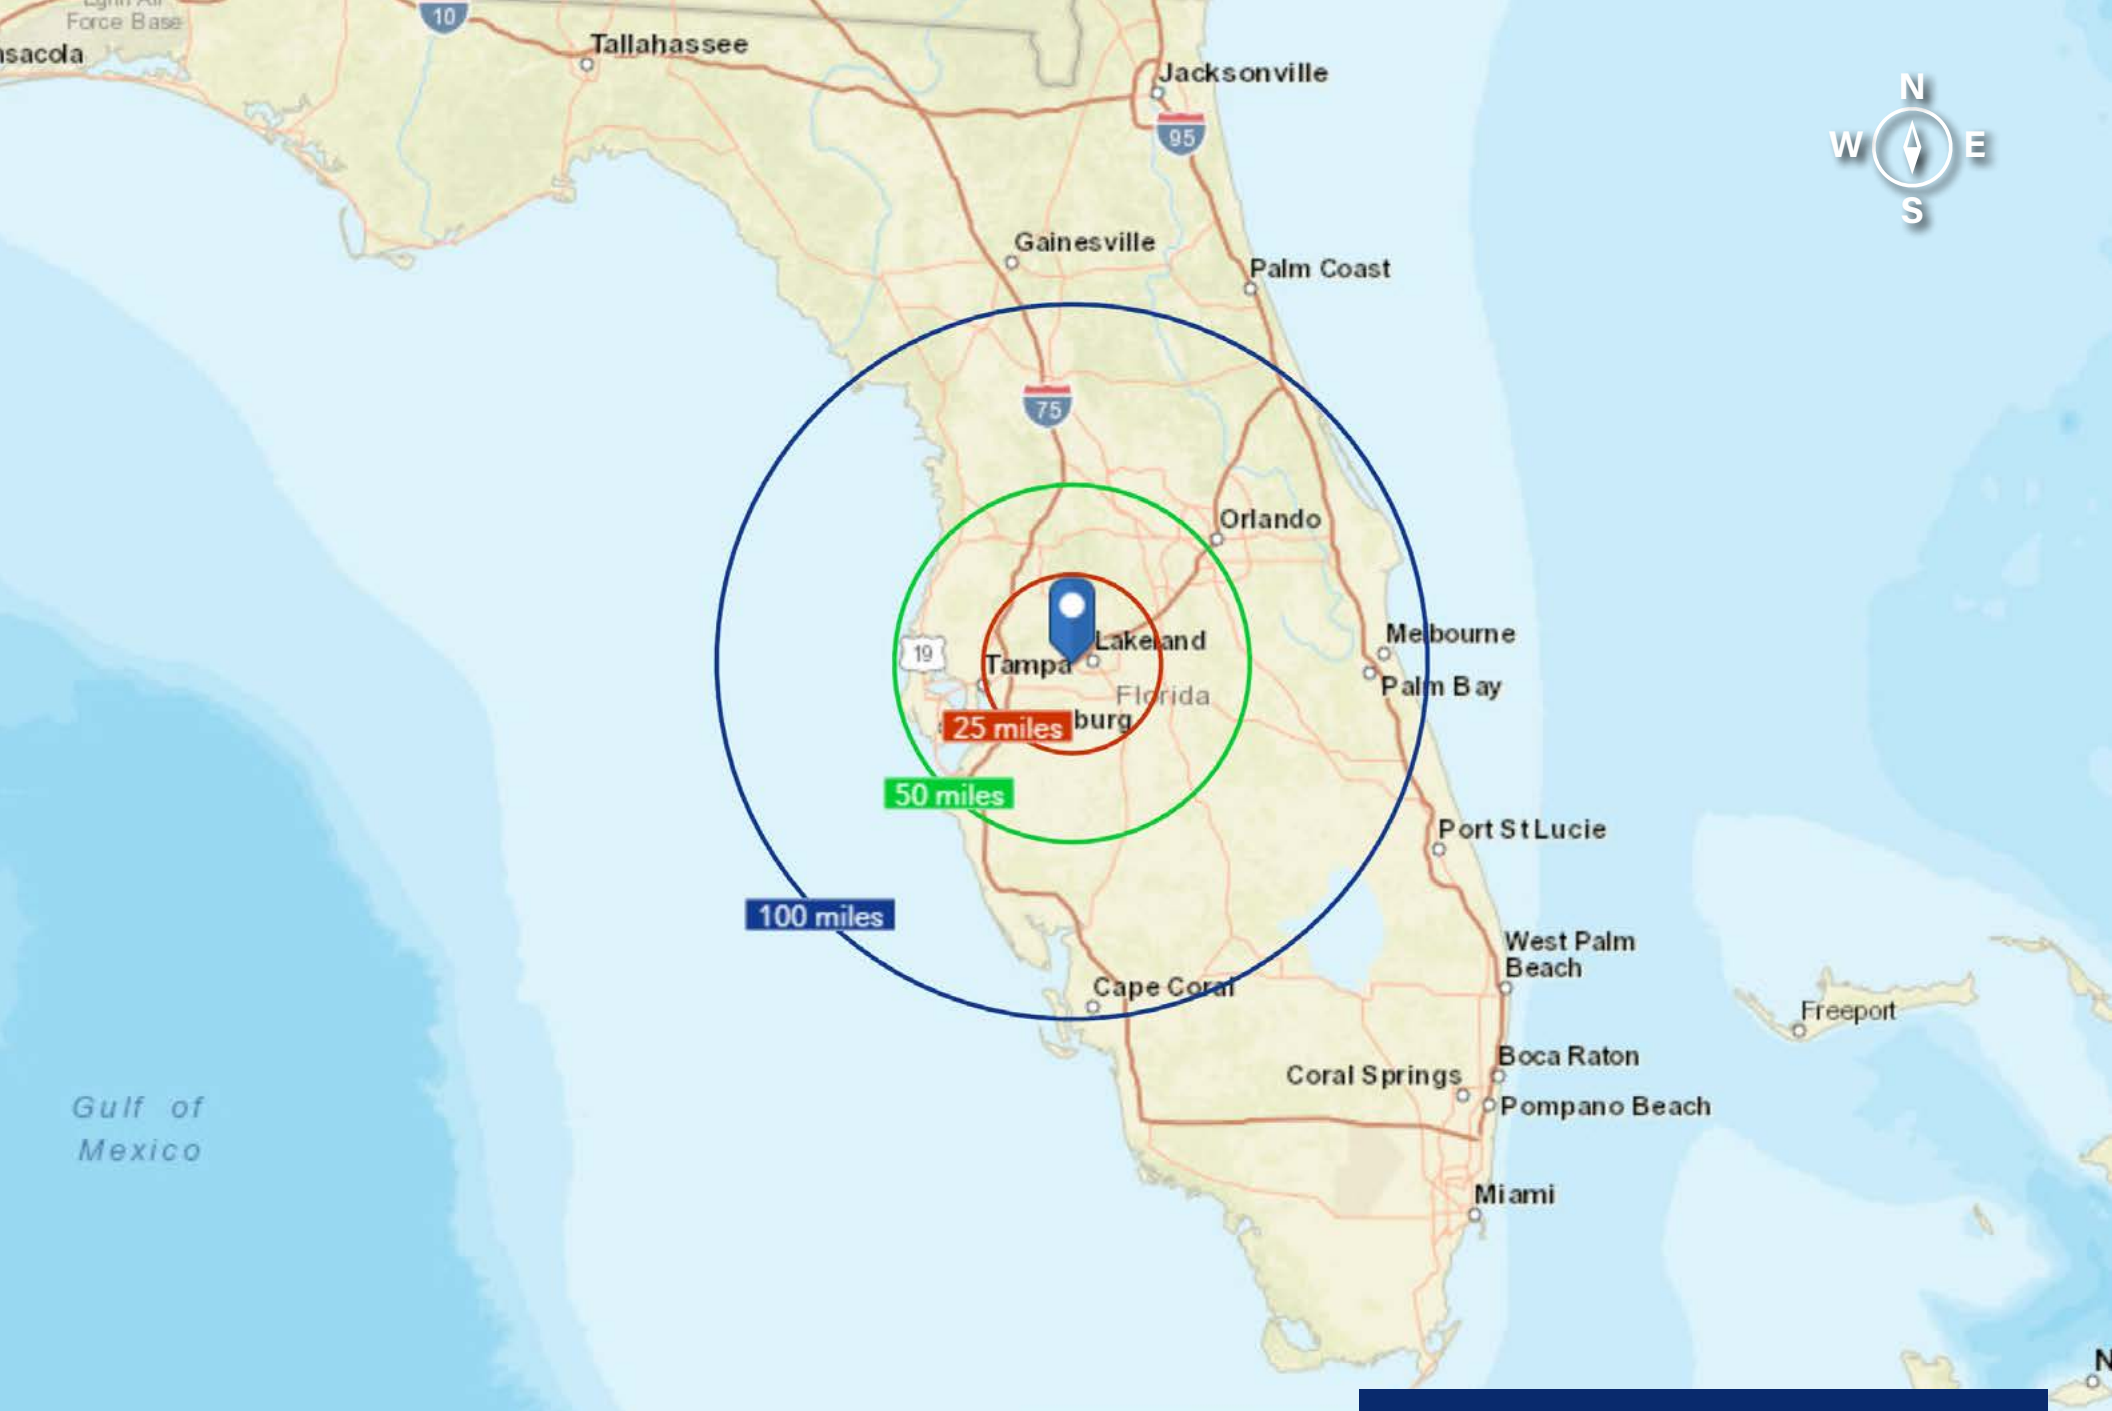 Force Base
10
Tallahassee
Jacksonville
95
N
W E
S
Gainesville
Palm Coast
75
Orlando
19
Lakeland
Tampa
Melbourne
Palm Bay
Florida
25 miles
burg
50 miles
Port St Lucie
100 miles
West Palm
Beach
Cape Coral
Freeport
Boca Raton
Coral Springs
Pompano Beach
Gulf of
Mexico
Miami
N